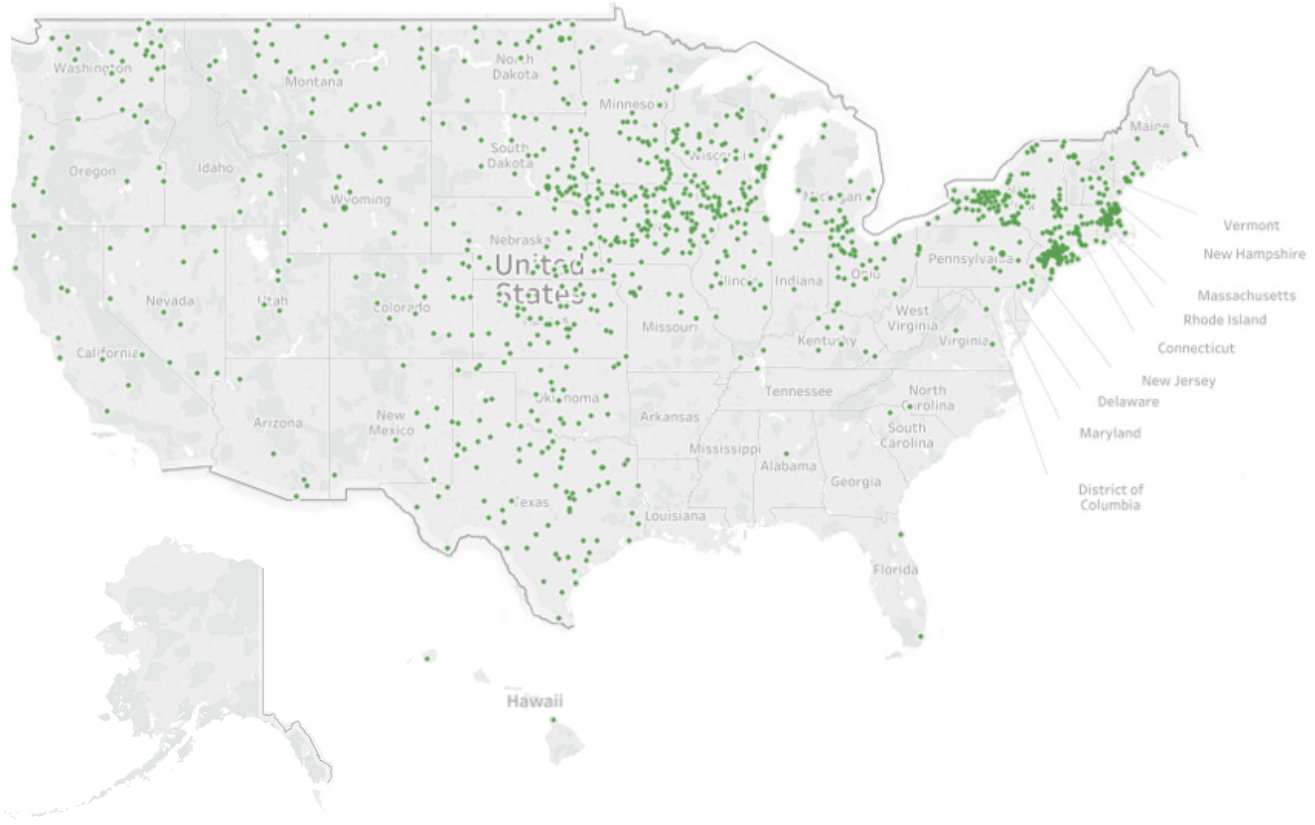 Washington
Montana
North
Dakota
Minneso
Maine
Oregon
Idaho
South
Dakota
Wisconsin
Michigan
Wyoming
Vermont
Nebraska
New Hampshire
United
States
Nevada
Utah
Colorado
Illinois
Indiana
Ohio
Pennsylvania
Massachusetts
Rhode Island
Missouri
West
Virginia
Virginia
Kentucky
Connecticut
California
New Jersey
Delaware
Tennessee
North
Carolina
Oklahoma
Arkansas
Arizona
New
Mexico
South
Carolina
Maryland
Mississippi
Alabama
Georgia
District of
Columbia
Texas
Louisiana
Florida
Hawaii